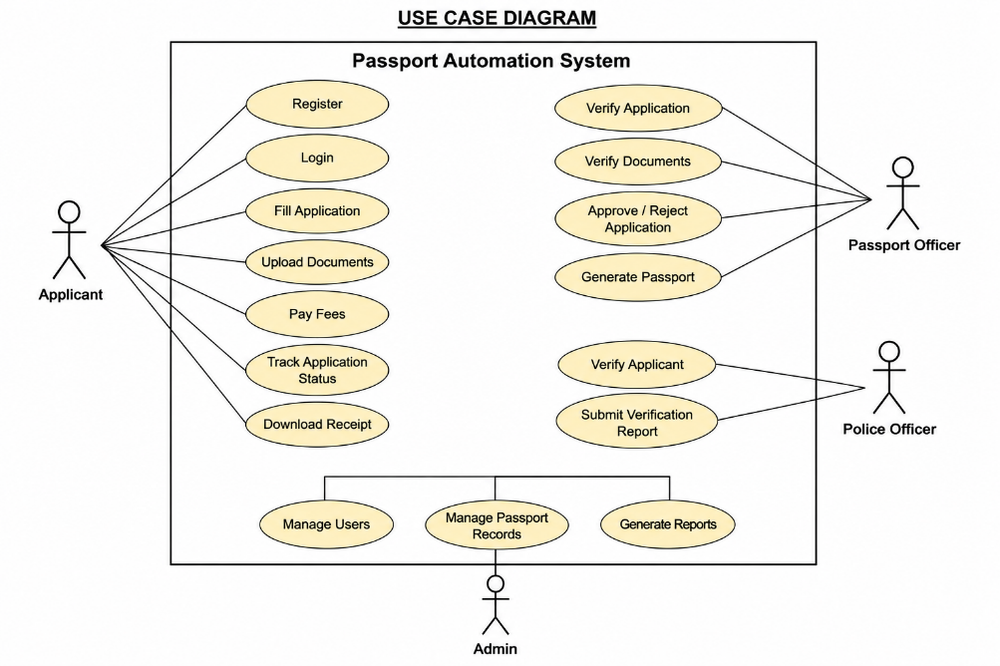 USE CASE DIAGRAM
Passport Automation System
Register
Login
Fill Application
Upload Documents
Pay Fees
Track Application
Status
Download Receipt
Applicant
Verify Application
Verify Documents
Approve / Reject
Application
Generate Passport
Passport Officer
Verify Applicant
Submit Verification
Report
Police Officer
Manage Users
Manage Passport
Records
Generate Reports
Admin